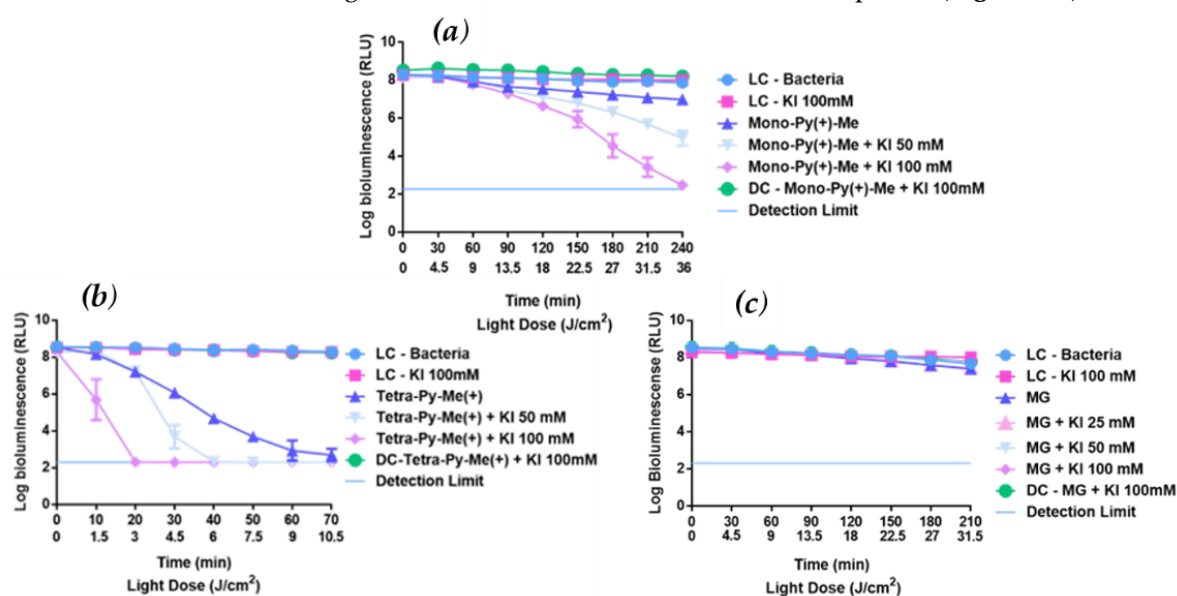 (a)
Log bioluminescence (RLU)
10
8
6
4
2
0
0 30 60 90 120 150 180 210 240
0 4.5 9 13.5 18 22.5 27 31.5 36
Time (min)
Light Dose (J/cm²)
LC - Bacteria
LC - KI 100mM
Mono-Py(+)-Me
Mono-Py(+)-Me + KI 50 mM
Mono-Py(+)-Me + KI 100 mM
DC - Mono-Py(+)-Me + KI 100mM
Detection Limit
(b)
Log bioluminescence (RLU)
10
8
6
4
2
0
0 10 20 30 40 50 60 70
0 1.5 3 4.5 6 7.5 9 10.5
Time (min)
Light Dose (J/cm²)
LC - Bacteria
LC - KI 100mM
Tetra-Py-Me(+)
Tetra-Py-Me(+) + KI 50 mM
Tetra-Py-Me(+) + KI 100 mM
DC-Tetra-Py-Me(+) + KI 100mM
Detection Limit
(c)
Log Bioluminescense (RLU)
10
8
6
4
2
0
0 30 60 90 120 150 180 210
0 4.5 9 13.5 18 22.5 27 31.5
Time (min)
Light Dose (J/cm²)
LC - Bacteria
LC - KI 100 mM
MG
MG + KI 25 mM
MG + KI 50 mM
MG + KI 100 mM
DC - MG + KI 100mM
Detection Limit